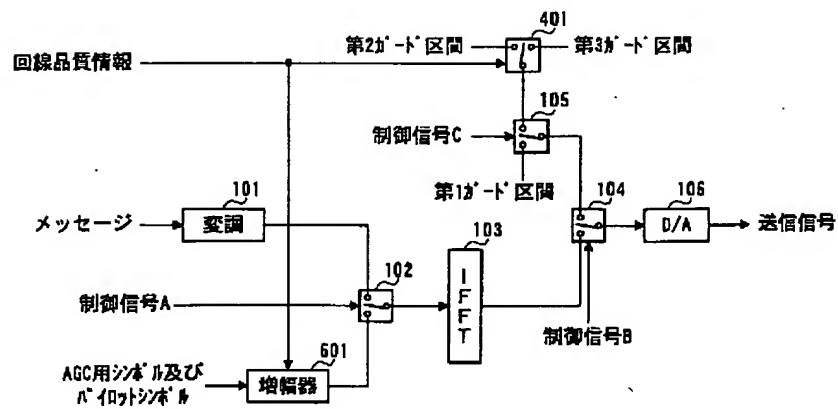 401
第2ガード区間
第3ガード区間
回線品質情報
105
制御信号C
第1ガード区間
104
106
101
D/A
送信信号
メッセージ
変調
103
102
IFFT
制御信号A
制御信号B
601
AGC用シンボル及び
パイロットシンボル
増幅器